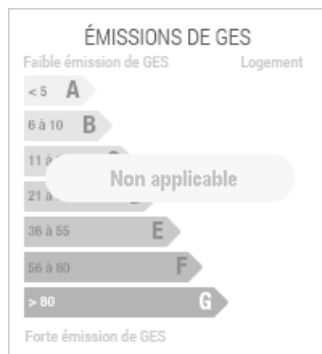 ÉMISSIONS DE GES
Faible émission de GES Logement
< 5 A
6 à 10 B
11 à
Non applicable
21 à
36 à 55 E
56 à 80 F
> 80 G
Forte émission de GES